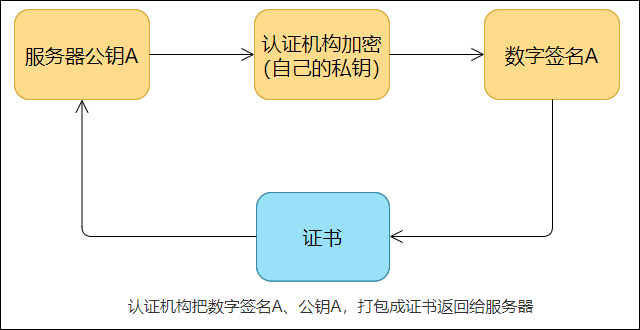 服务器公钥A
认证机构加密
（自己的私钥）
数字签名A
证书
认证机构把数字签名A、公钥A，打包成证书返回给服务器